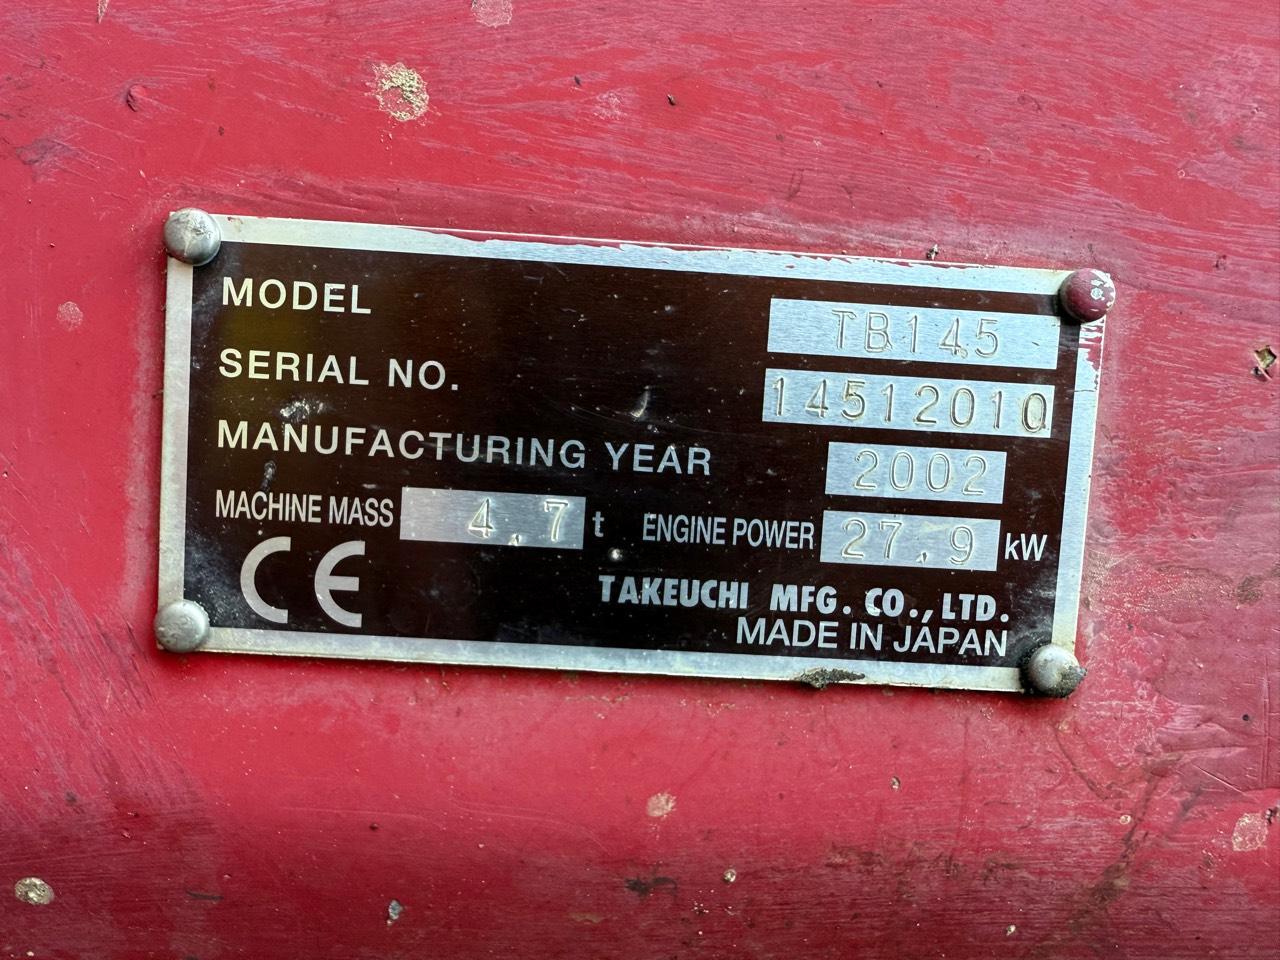 MODEL TB145
SERIAL NO. 14512010
MANUFACTURING YEAR 2002
MACHINE MASS 4.7 t ENGINE POWER 27.9 kW
CE TAKEUCHI MFG. CO., LTD.
MADE IN JAPAN